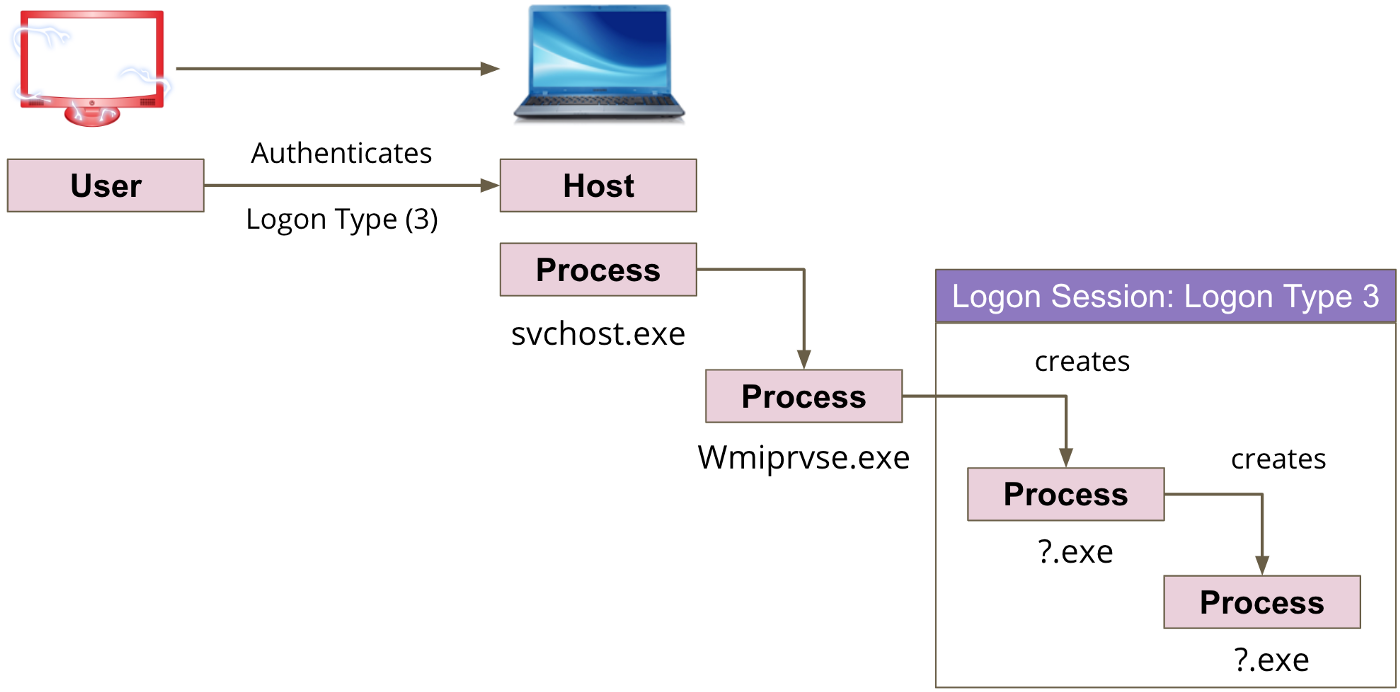 Authenticates
User
Host
Logon Type (3)
Process
svchost.exe
Logon Session: Logon Type 3
creates
Process
Wmiprvse.exe
creates
Process
?.exe
Process
?.exe